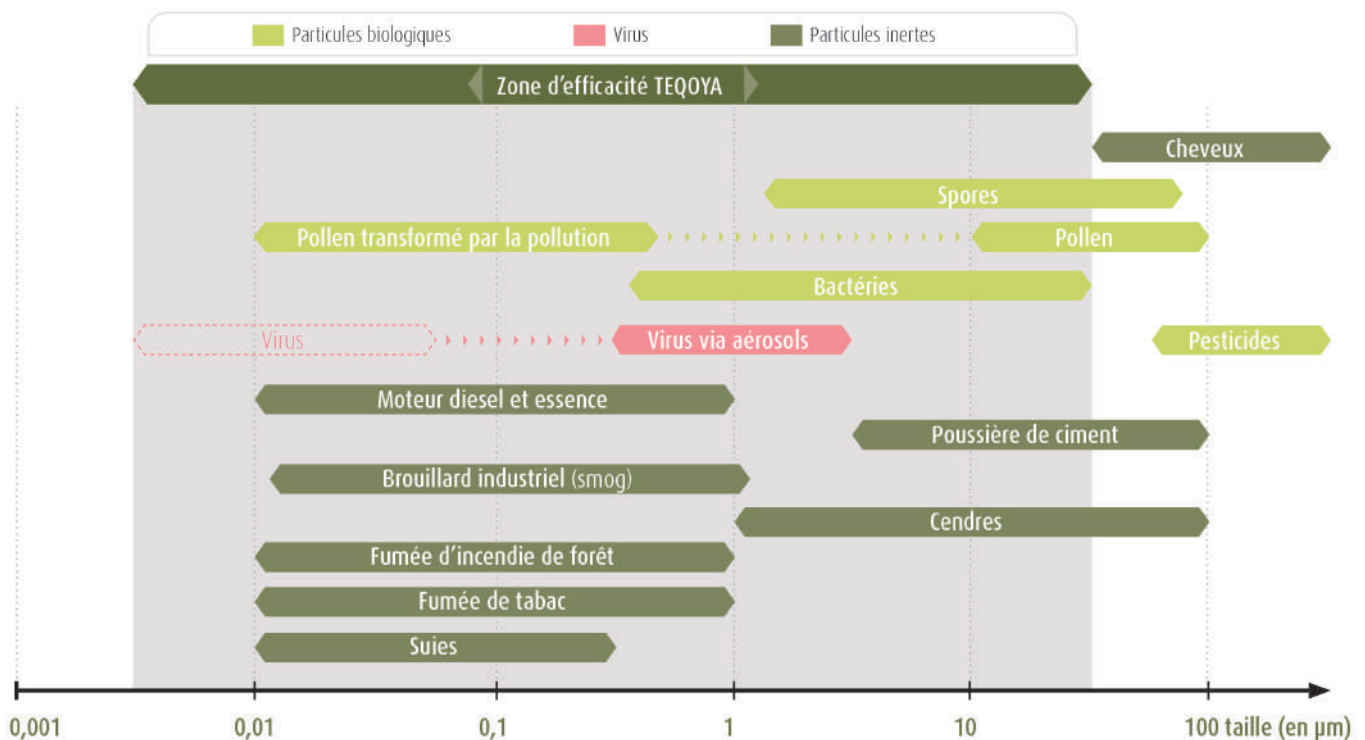 Particules biologiques
Virus
Particules inertes
Zone d'efficacité TEQOYA
Cheveux
Spores
Pollen transformé par la pollution
Pollen
Bactéries
Virus
Virus via aérosols
Pesticides
Moteur diesel et essence
Poussière de ciment
Brouillard industriel (smog)
Cendres
Fumée d'incendie de forêt
Fumée de tabac
Suies
0,001
0,01
0,1
1
10
100 taille (en µm)